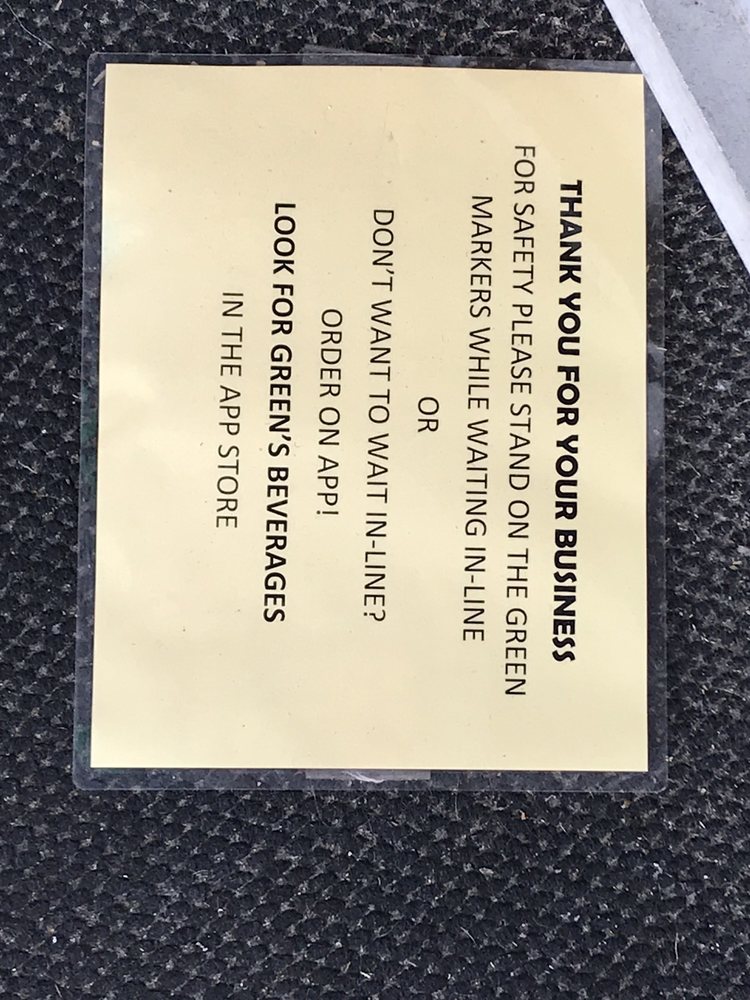 THANK YOU FOR YOUR BUSINESS
FOR SAFETY PLEASE STAND ON THE GREEN
MARKERS WHILE WAITING IN-LINE
OR
DON'T WANT TO WAIT IN-LINE?
ORDER ON APP!
LOOK FOR GREEN'S BEVERAGES
IN THE APP STORE